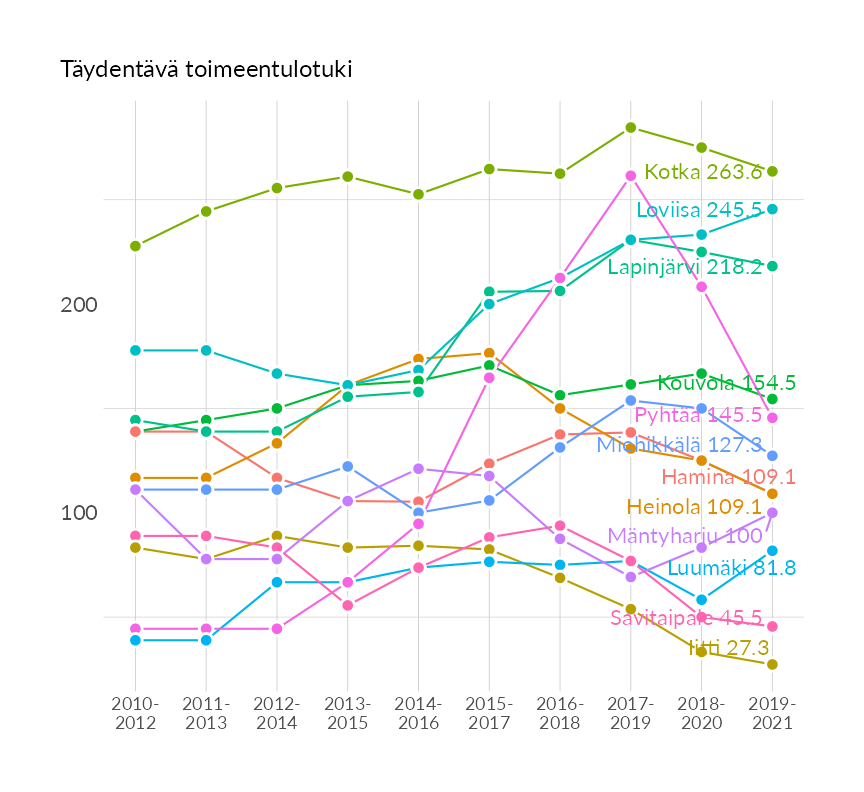 Täydentävä toimeentulotuki
Kotka 263.6
Loviisa 245.5
Lapinjärvi 218.2
200
Kouvola 154.5
Pyhtää 145.5
Miehikkälä 127.3
Hamina 109.1
Heinola 109.1
100
Mäntyharju 100
Luumäki 81.8
Savitaipale 45.5
Iitti 27.3
2010-
2012
2011-
2013
2012-
2014
2013-
2015
2014-
2016
2015-
2017
2016-
2018
2017-
2019
2018-
2020
2019-
2021